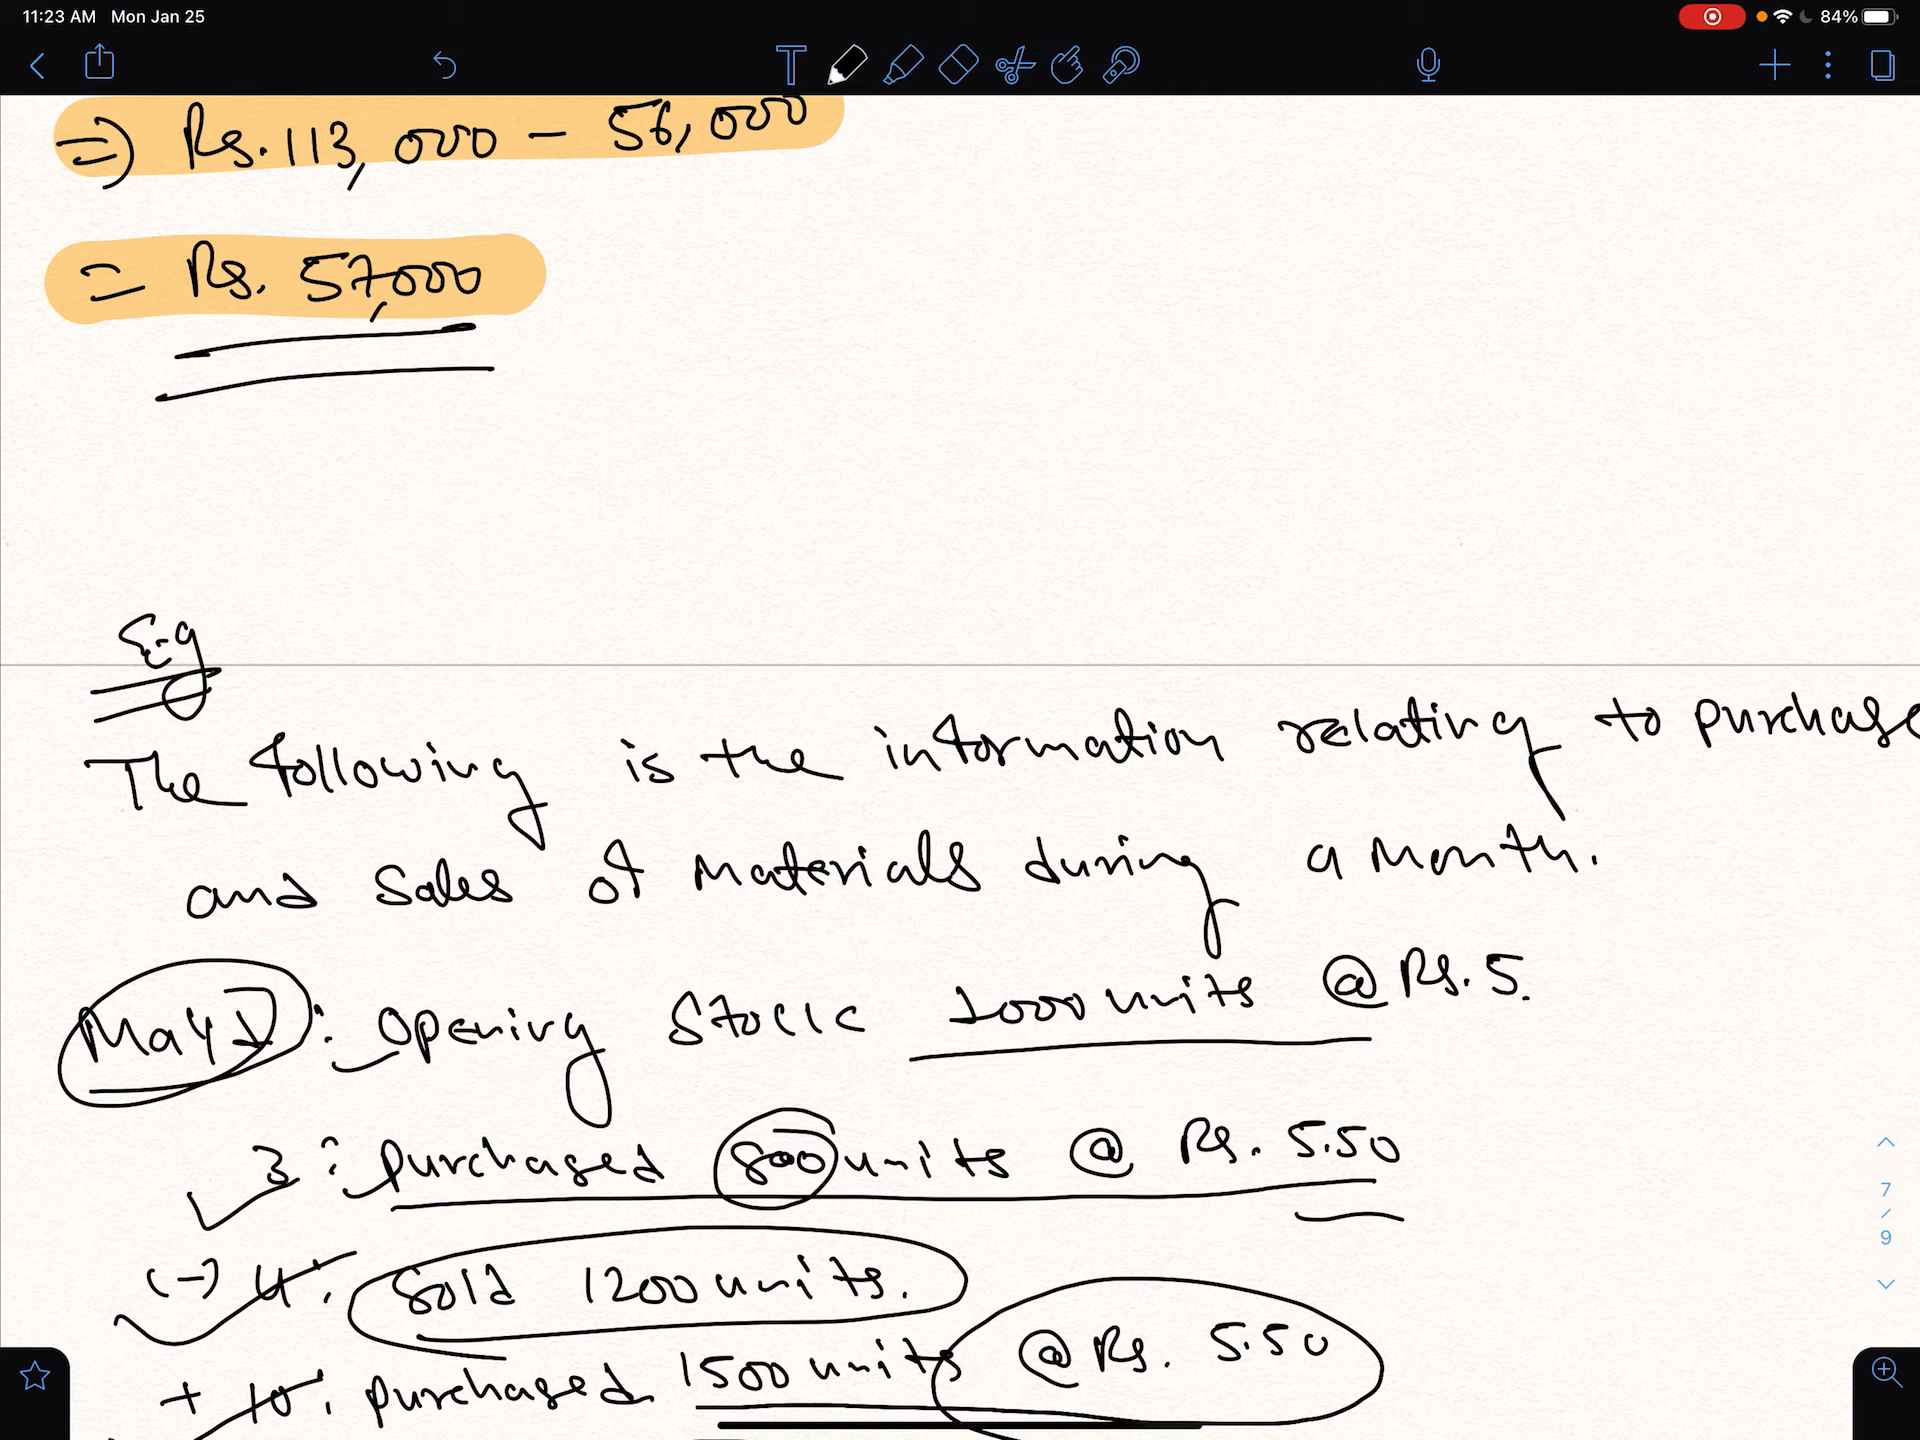 11:23 AM Mon Jan 25
84%
T
=) Rs. 113,000 - 56,000
= Rs. 57,000
E.g
The following is the information relating to purchase
and sales of materials during a month.
May 1: Opening Stock 1000 units @ Rs. 5.
3: purchased 800 units @ Rs. 5.50
(-) 4: Sold 1200 units.
+ 10: purchased 1500 units @ Rs. 5.50
7
/
9